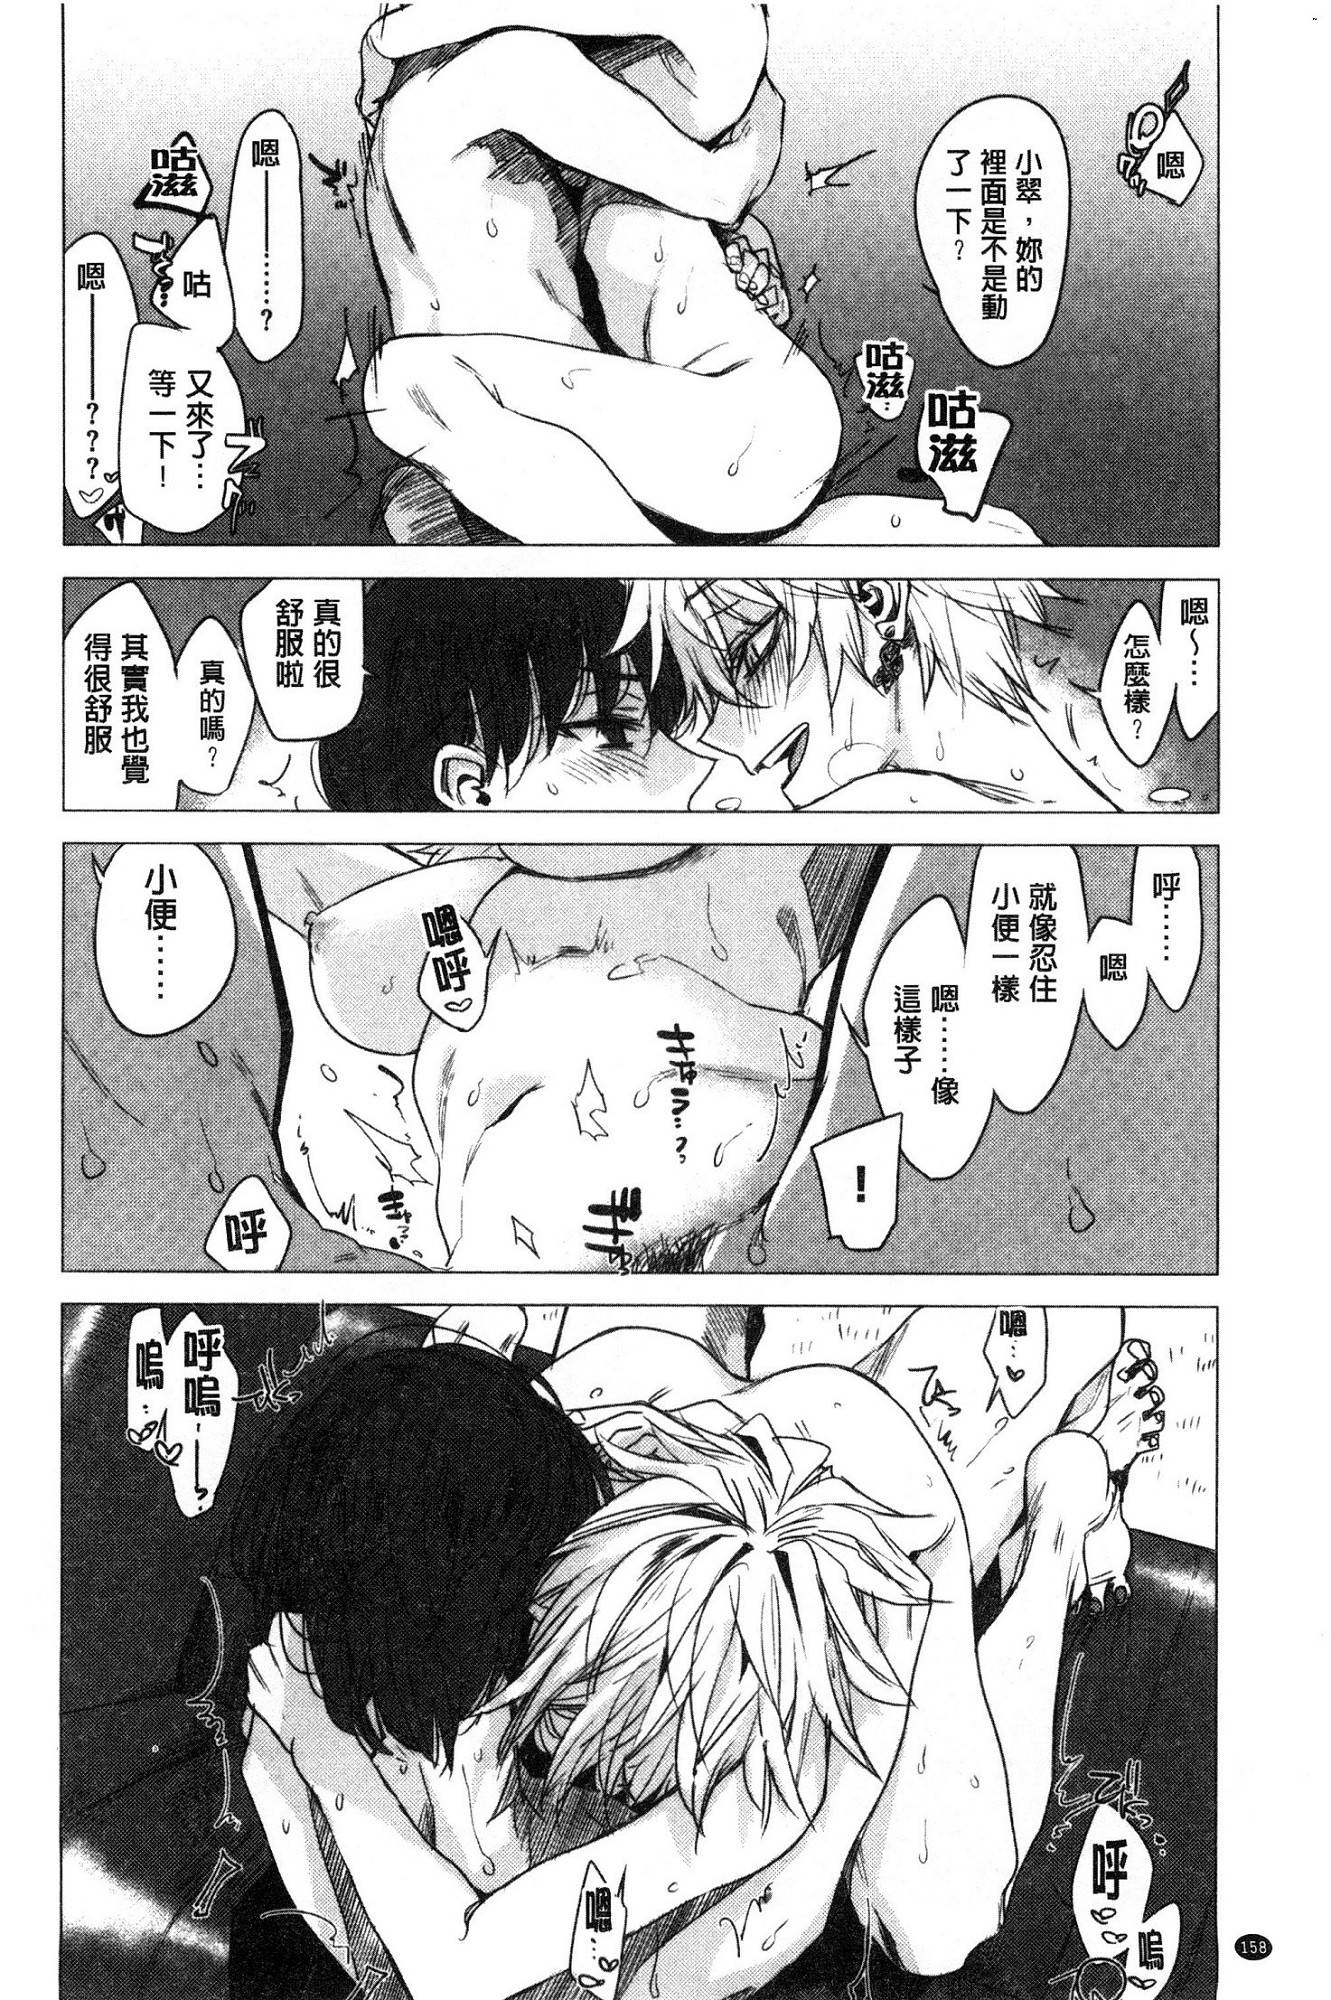 嗯
小翠，妳的
裡面是不是動
了一下？
咕滋
咕滋…
嗯————………？
咕滋
咕
又來了…
等一下！
嗯————？？？
嗯～…
怎麼樣？
真的很
舒服啦
真的嗎？
其實我也覺
得很舒服
呼……
嗯
就像忍住
小便一樣
嗯……像
這樣子
！
嗯呼
小便……
呼
嗯…
呼嗚————？
嗚
嗯…
呼
嗚
158